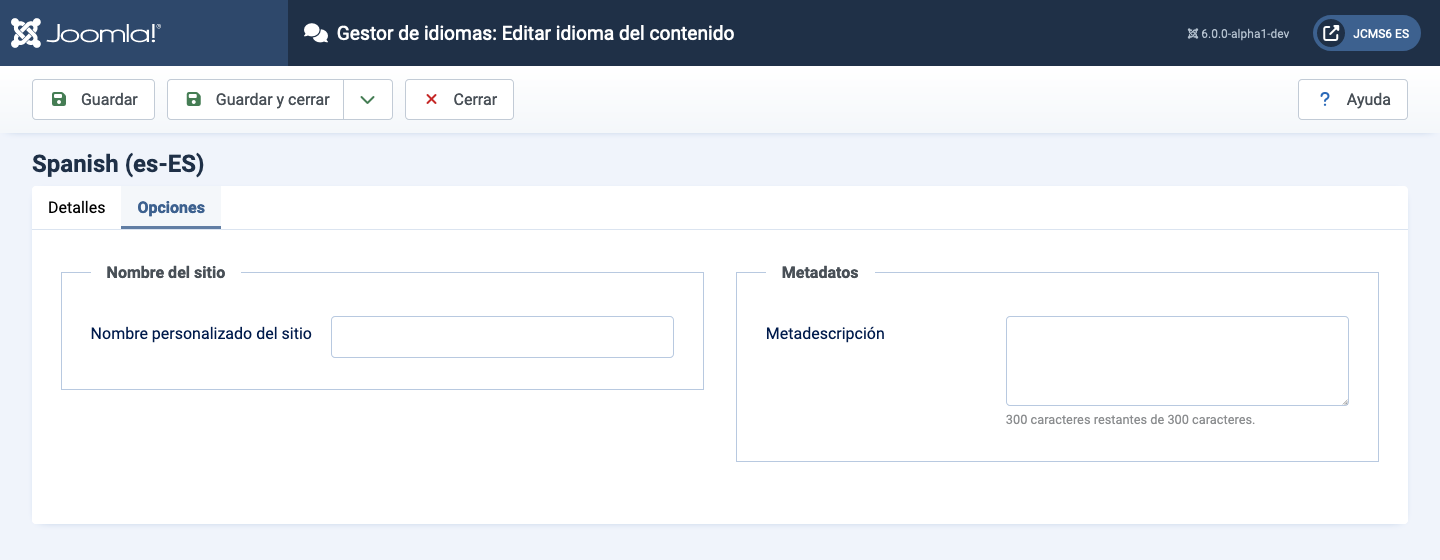 Joomla!®
Gestor de idiomas: Editar idioma del contenido
6.0.0-alpha1-dev
JCMS6 ES
Guardar
Guardar y cerrar
Cerrar
? Ayuda
Spanish (es-ES)
Detalles
Opciones
Nombre del sitio
Nombre personalizado del sitio
Metadatos
Metadescripción
300 caracteres restantes de 300 caracteres.